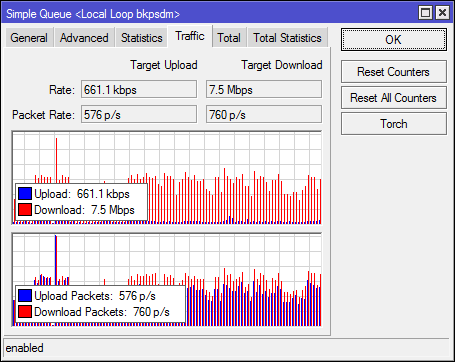 Simple Queue <Local Loop bkpsdm>
General Advanced Statistics Traffic Total Total Statistics
OK
Target Upload Target Download
Reset Counters
Rate: 661.1 kbps 7.5 Mbps
Reset All Counters
Packet Rate: 576 p/s 760 p/s
Torch
Upload: 661.1 kbps
Download: 7.5 Mbps
Upload Packets: 576 p/s
Download Packets: 760 p/s
enabled